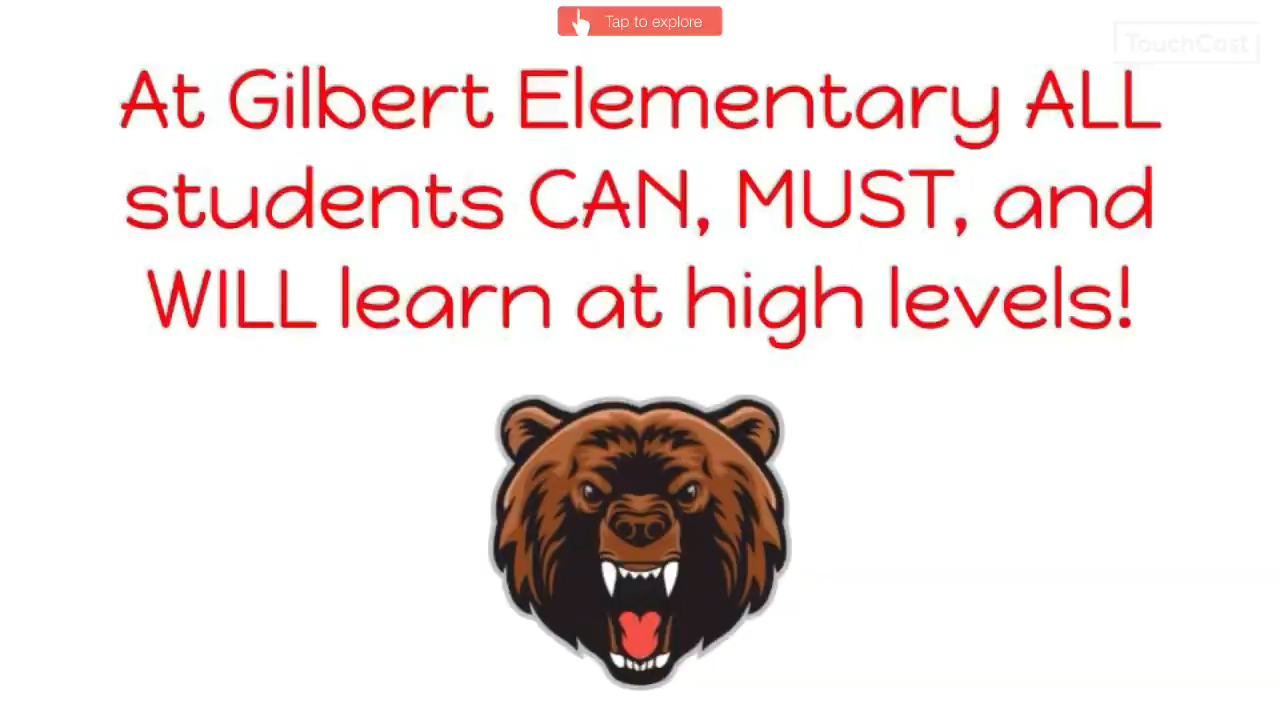 Tap to explore
TouchCast
At Gilbert Elementary ALL
students CAN, MUST, and
WILL learn at high levels!